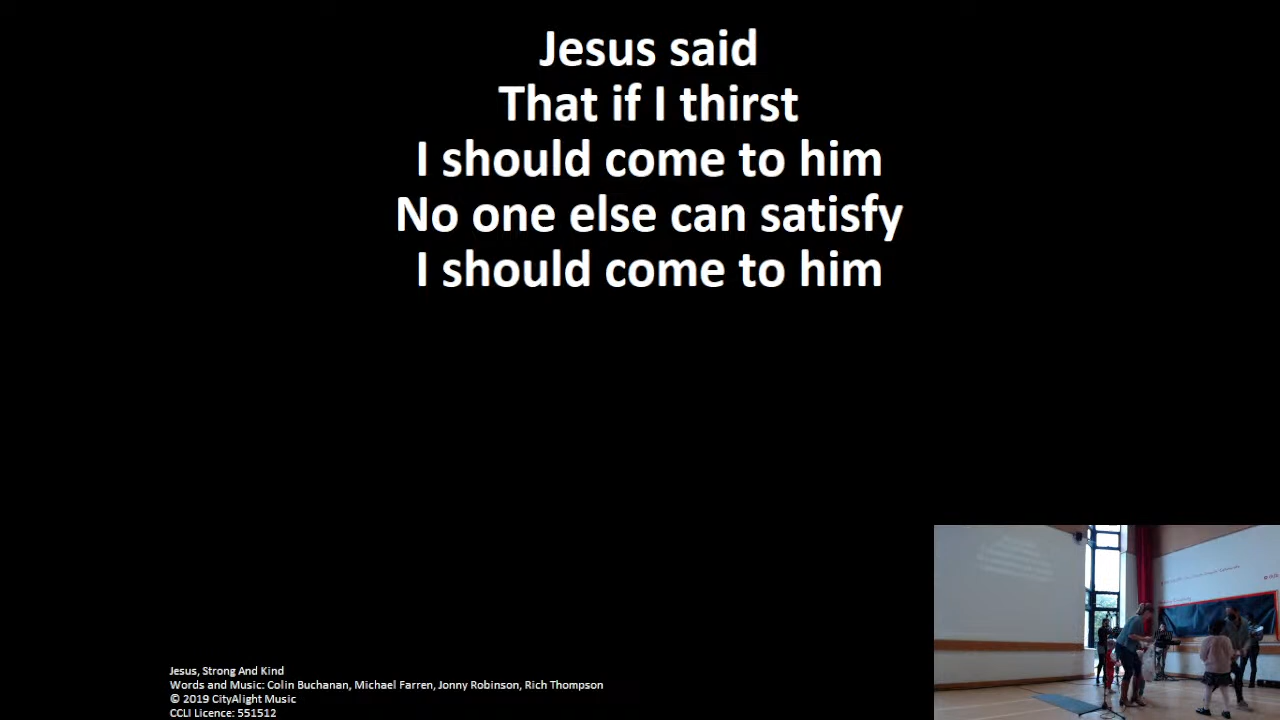 Jesus said
That if I thirst
I should come to him
No one else can satisfy
I should come to him
Jesus, Strong And Kind
Words and Music: Colin Buchanan, Michael Farren, Jonny Robinson, Rich Thompson
© 2019 CityAlight Music
CCLI Licence: 551512